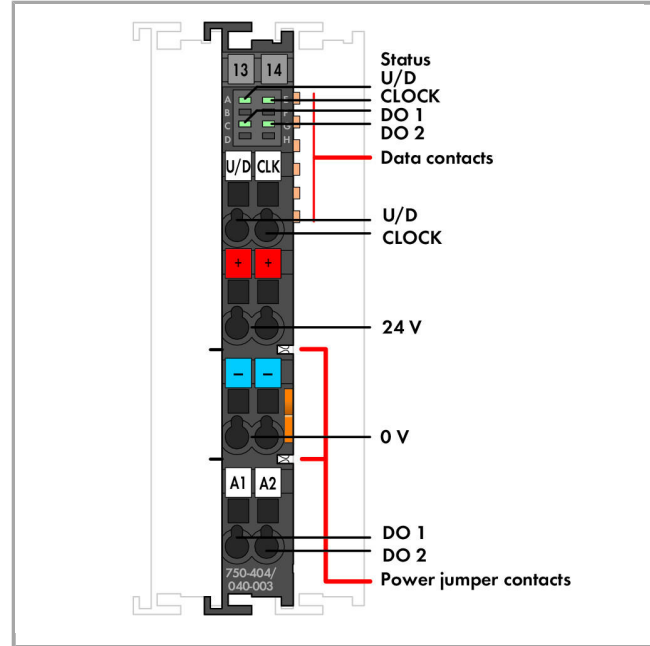 13 14
Status
U/D
CLOCK
DO 1
DO 2
A E
B F
C G
D H
Data contacts
U/D CLK
U/D
CLOCK
+ +
24 V
− −
0 V
A1 A2
DO 1
DO 2
750-404/
040-003
Power jumper contacts